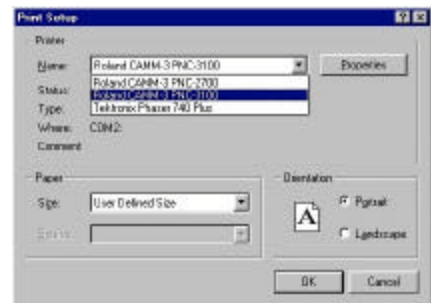 Print Setup
Printer
Name: Roland CAMM-3 PNC-3100 Properties
Roland CAMM-3 PNC-2700
Status: Roland CAMM-3 PNC-3100
Type: Tektronix Phaser 740 Plus
Where: COM2:
Comment
Paper
Orientation
Size: User Defined Size
A
Portrait
Source:
Landscape
OK Cancel